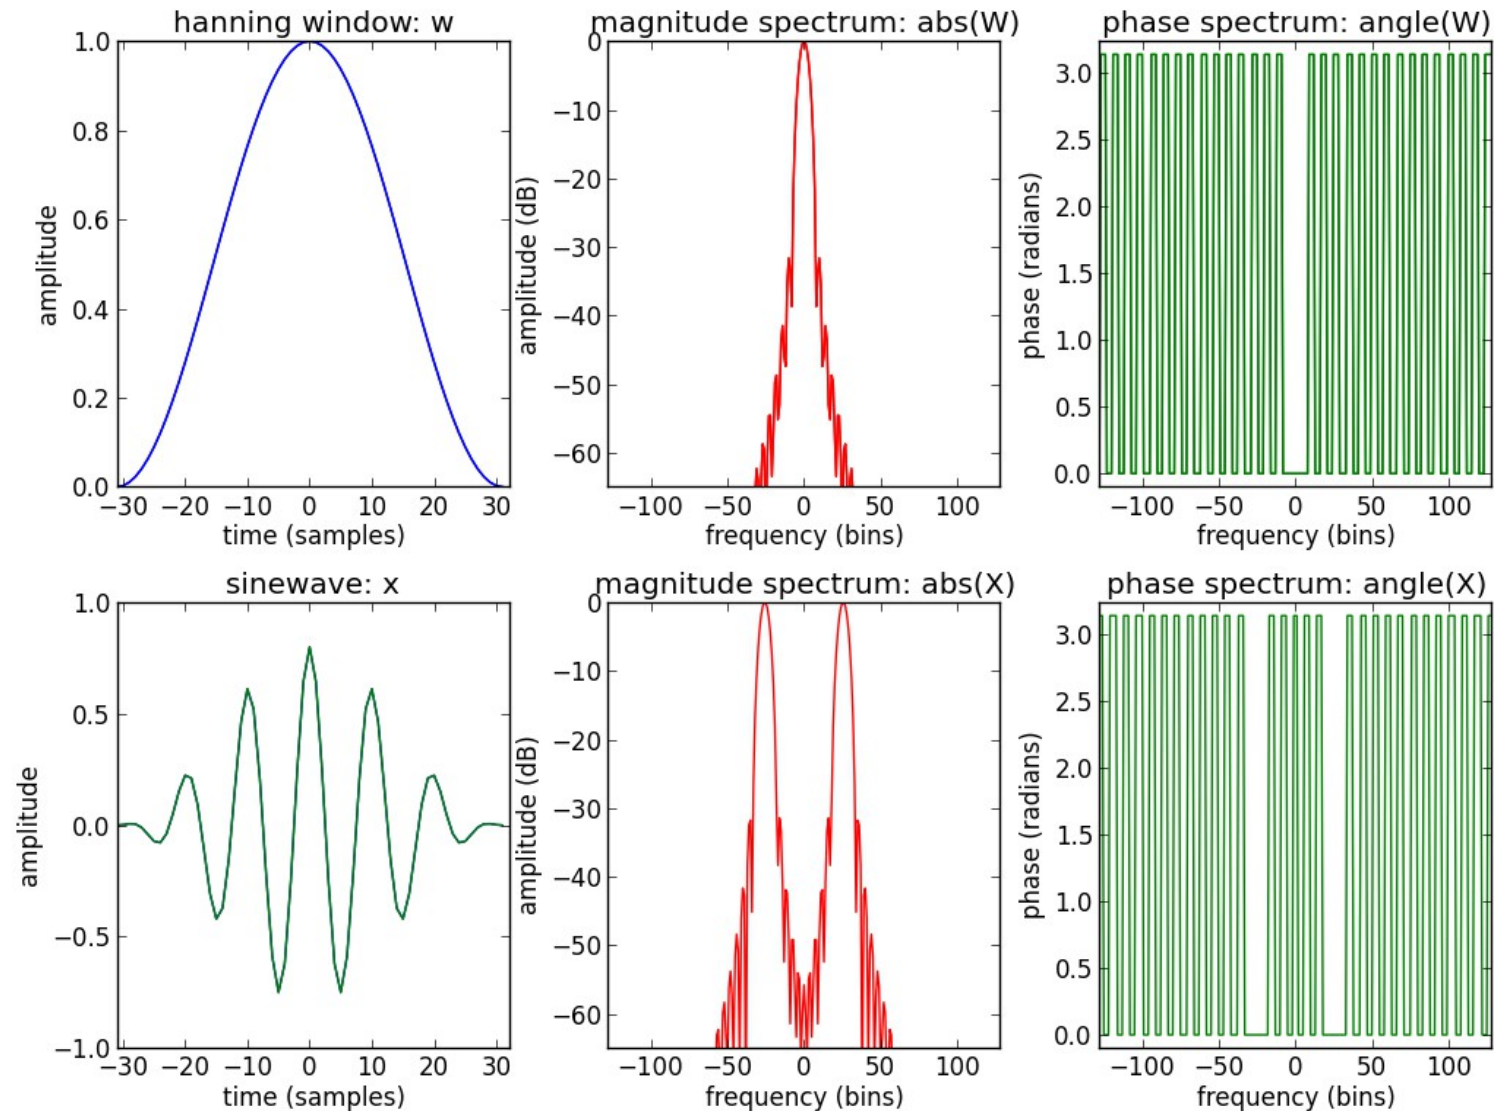 hanning window: w
1.0
0.8
0.6
0.4
0.2
0.0
amplitude
−30 −20 −10 0 10 20 30
time (samples)
magnitude spectrum: abs(W)
0
−10
−20
−30
−40
−50
−60
amplitude (dB)
−100 −50 0 50 100
frequency (bins)
phase spectrum: angle(W)
3.0
2.5
2.0
1.5
1.0
0.5
0.0
phase (radians)
−100 −50 0 50 100
frequency (bins)
sinewave: x
1.0
0.5
0.0
−0.5
−1.0
amplitude
−30 −20 −10 0 10 20 30
time (samples)
magnitude spectrum: abs(X)
0
−10
−20
−30
−40
−50
−60
amplitude (dB)
−100 −50 0 50 100
frequency (bins)
phase spectrum: angle(X)
3.0
2.5
2.0
1.5
1.0
0.5
0.0
phase (radians)
−100 −50 0 50 100
frequency (bins)